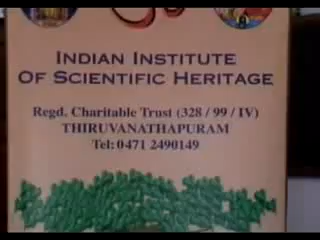 INDIAN INSTITUTE
OF SCIENTIFIC HERITAGE
Regd. Charitable Trust (328 / 99 / IV)
THIRUVANATHAPURAM
Tel: 0471 2490149